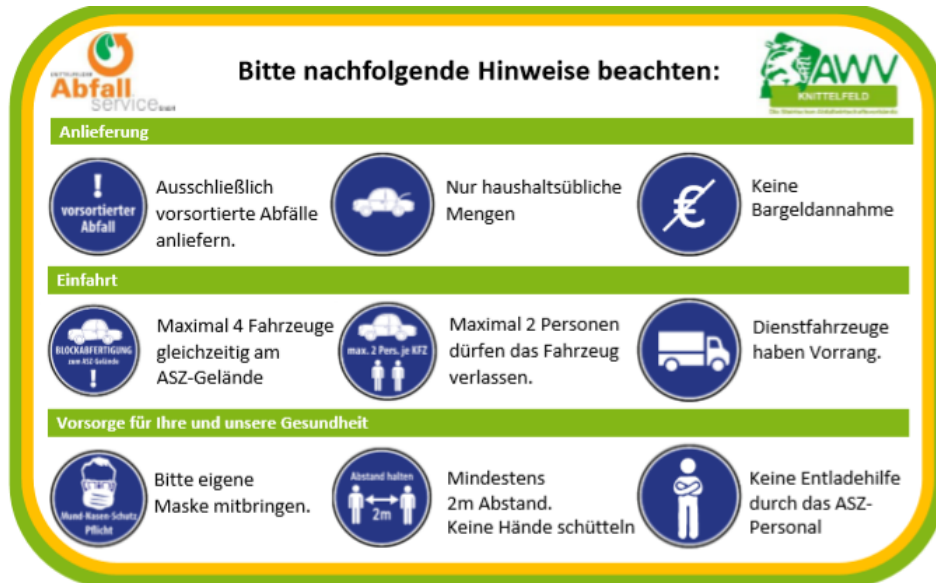 Abfall
service GmbH
Bitte nachfolgende Hinweise beachten:
AWV
KNITTELFELD
Anlieferung
!
vorsortierter
Abfall
Ausschließlich
vorsortierte Abfälle
anliefern.
Nur haushaltsübliche
Mengen
€
Keine
Bargeldannahme
Einfahrt
BLOCKABFERTIGUNG
zum ASZ-Gelände
!
Maximal 4 Fahrzeuge
gleichzeitig am
ASZ-Gelände
max. 2 Pers. je KFZ
Maximal 2 Personen
dürfen das Fahrzeug
verlassen.
Dienstfahrzeuge
haben Vorrang.
Vorsorge für Ihre und unsere Gesundheit
Mund-Nasen-Schutz
Pflicht
Bitte eigene
Maske mitbringen.
Abstand halten
2m
Mindestens
2m Abstand.
Keine Hände schütteln
Keine Entladehilfe
durch das ASZ-
Personal